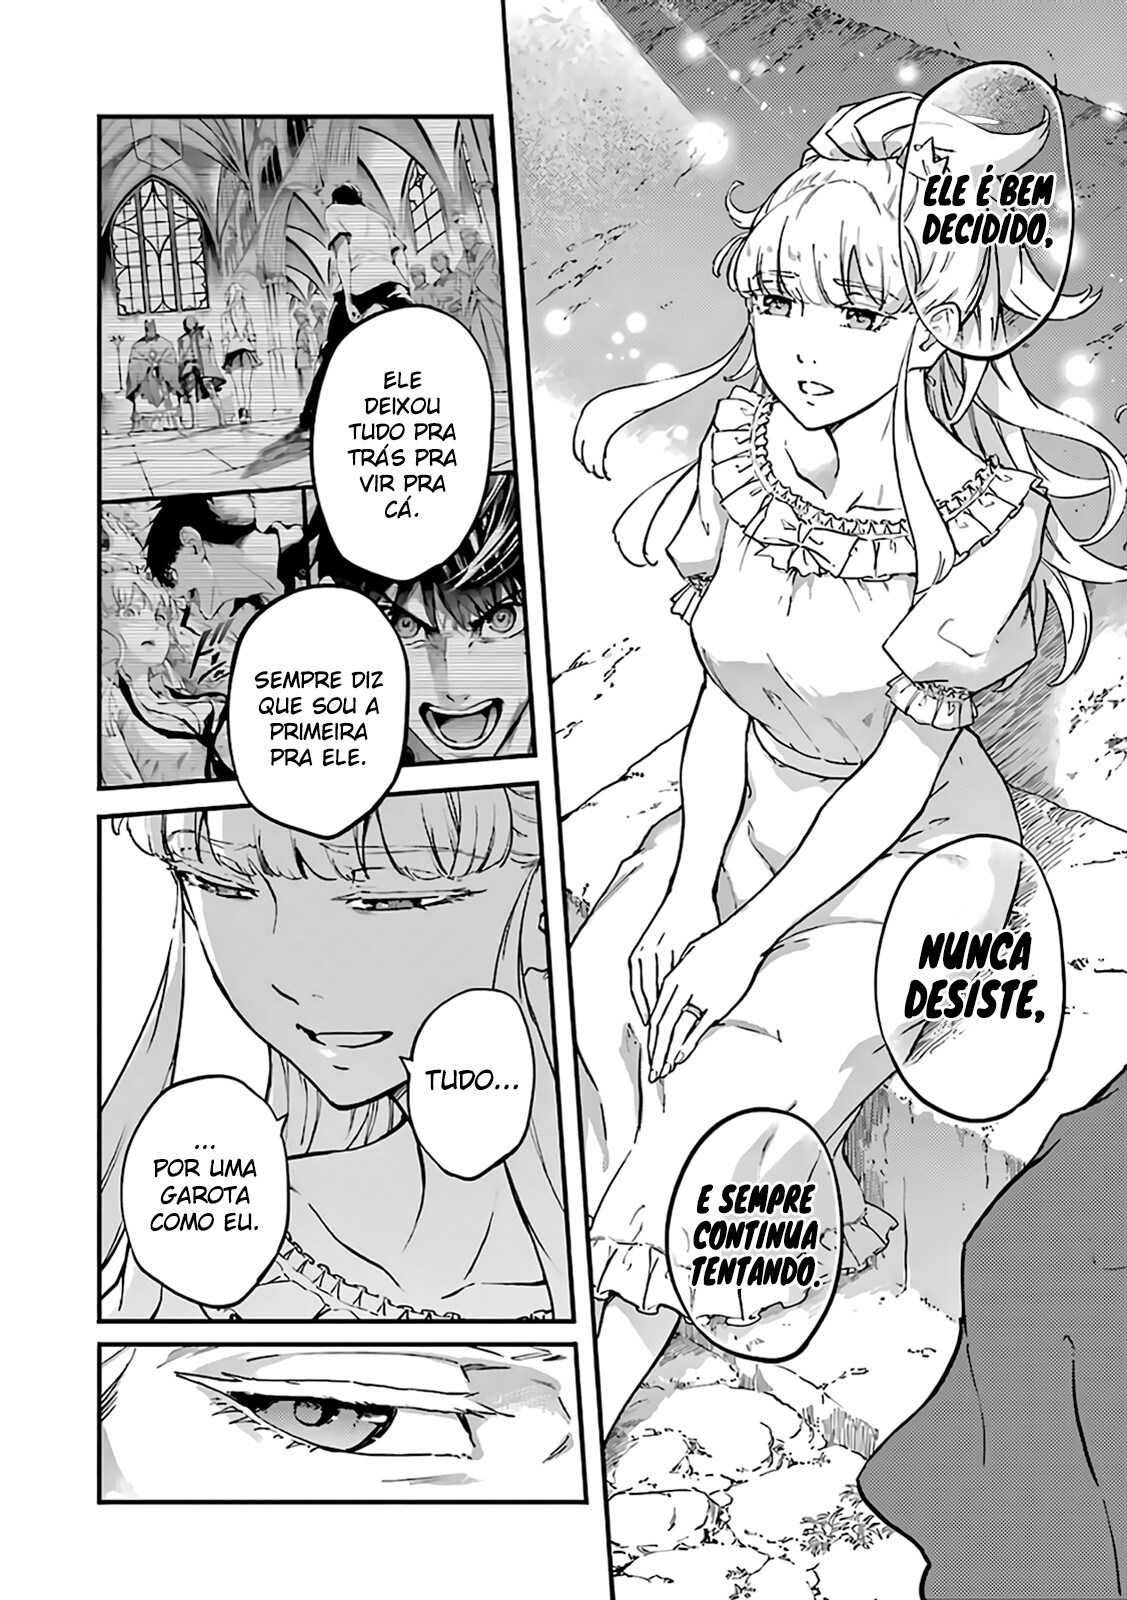 ELE É BEM
DECIDIDO,
NUNCA
DESISTE,
E SEMPRE
CONTINUA
TENTANDO.
ELE
DEIXOU
TUDO PRA
TRÁS PRA
VIR PRA
CÁ.
SEMPRE DIZ
QUE SOU A
PRIMEIRA
PRA ELE.
TUDO...
...
POR UMA
GAROTA
COMO EU.